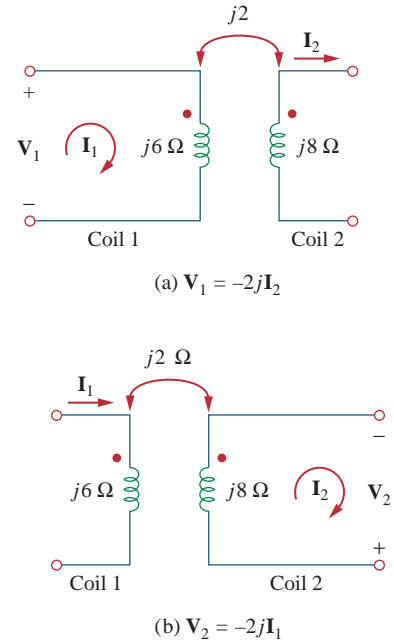 j2
I₂
+
V₁
I₁
j6 Ω
j8 Ω
−
Coil 1
Coil 2
(a) V₁ = −2jI₂
j2 Ω
I₁
−
j6 Ω
j8 Ω
I₂
V₂
+
Coil 1
Coil 2
(b) V₂ = −2jI₁